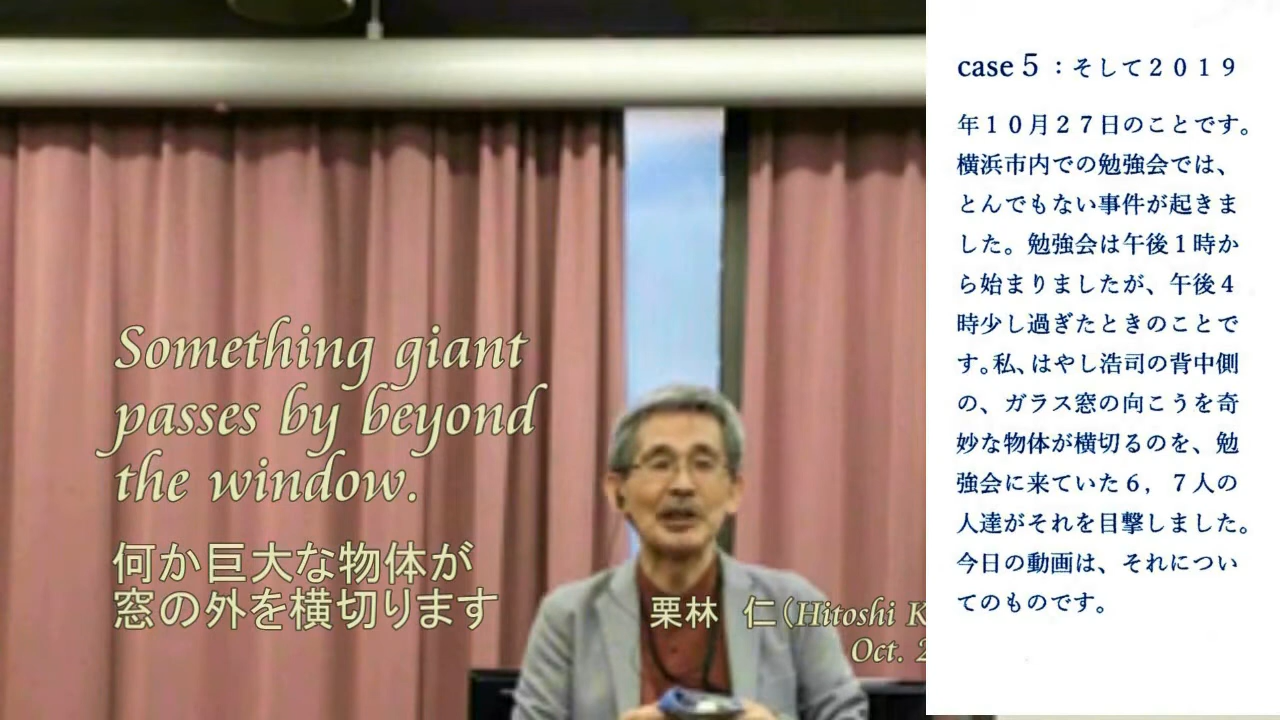 Something giant
passes by beyond
the window.
何か巨大な物体が
窓の外を横切ります
栗林　仁（Hitoshi K
Oct. 2
case５：そして２０１９
年１０月２７日のことです。
横浜市内での勉強会では、
とんでもない事件が起きま
した。勉強会は午後１時か
ら始まりましたが、午後４
時少し過ぎたときのことで
す。私、はやし浩司の背中側
の、ガラス窓の向こうを奇
妙な物体が横切るのを、勉
強会に来ていた６，７人の
人達がそれを目撃しました。
今日の動画は、それについ
てのものです。